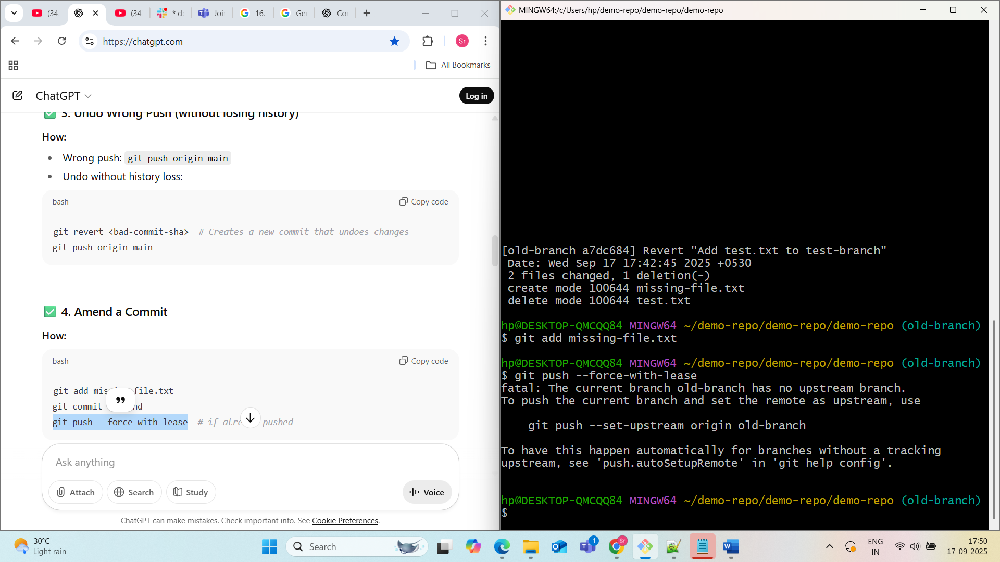 (34
(34
* d
Joi
16.
Ge
Co
https://chatgpt.com
Sr
All Bookmarks
ChatGPT
Log in
3. Undo Wrong Push (without losing history)
How:
Wrong push: git push origin main
Undo without history loss:
bash
Copy code
git revert <bad-commit-sha>  # Creates a new commit that undoes changes
git push origin main
4. Amend a Commit
How:
bash
Copy code
git add mis file.txt
git commit nd
git push --force-with-lease  # if alre pushed
Ask anything
Attach
Search
Study
Voice
ChatGPT can make mistakes. Check important info. See Cookie Preferences.
MINGW64:/c/Users/hp/demo-repo/demo-repo/demo-repo
[old-branch a7dc684] Revert "Add test.txt to test-branch"
Date: Wed Sep 17 17:42:45 2025 +0530
2 files changed, 1 deletion(-)
create mode 100644 missing-file.txt
delete mode 100644 test.txt
hp@DESKTOP-QMCQQ84 MINGW64 ~/demo-repo/demo-repo/demo-repo (old-branch)
$ git add missing-file.txt
hp@DESKTOP-QMCQQ84 MINGW64 ~/demo-repo/demo-repo/demo-repo (old-branch)
$ git push --force-with-lease
fatal: The current branch old-branch has no upstream branch.
To push the current branch and set the remote as upstream, use
git push --set-upstream origin old-branch
To have this happen automatically for branches without a tracking
upstream, see 'push.autoSetupRemote' in 'git help config'.
hp@DESKTOP-QMCQQ84 MINGW64 ~/demo-repo/demo-repo/demo-repo (old-branch)
$
30°C
Light rain
Search
1
Sr
ENG
IN
17:50
17-09-2025